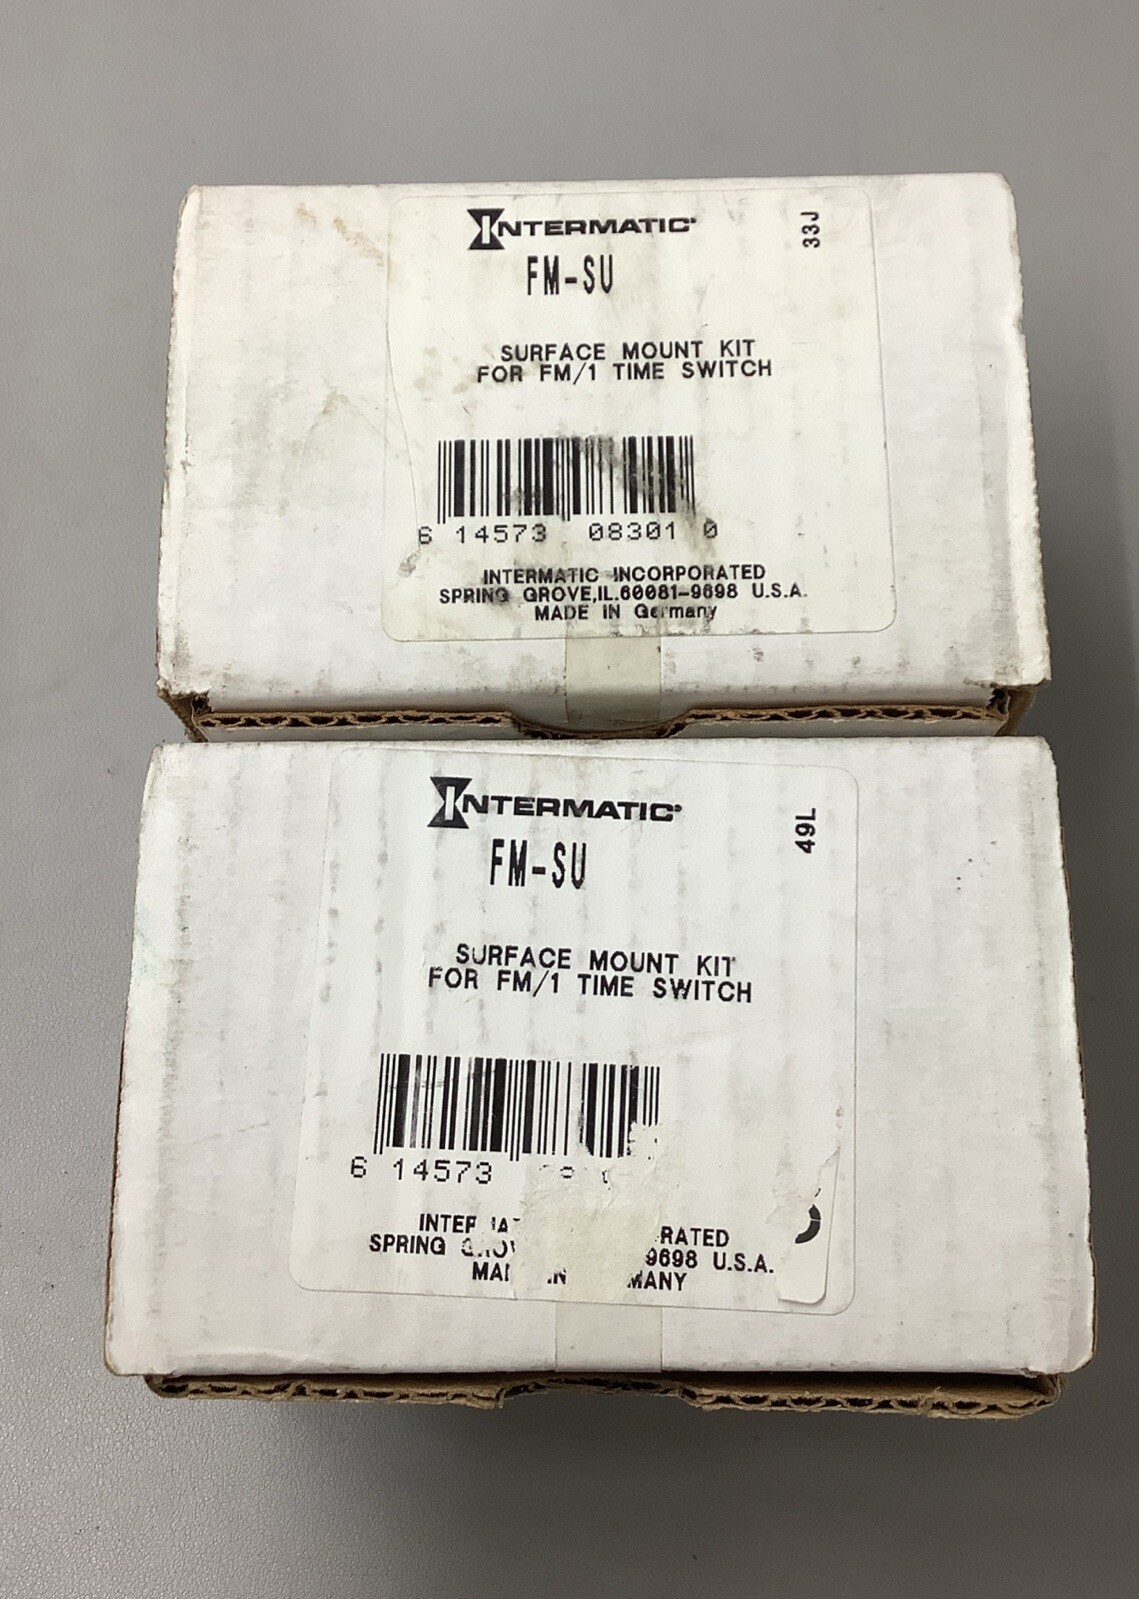 INTERMATIC
33J
FM-SU
SURFACE MOUNT KIT
FOR FM/1 TIME SWITCH
6 14573 08301 0
INTERMATIC INCORPORATED
SPRING GROVE,IL.60081-9698 U.S.A.
MADE IN Germany
INTERMATIC
49L
FM-SU
SURFACE MOUNT KIT
FOR FM/1 TIME SWITCH
6 14573
SPRING 9698 U.S.A.